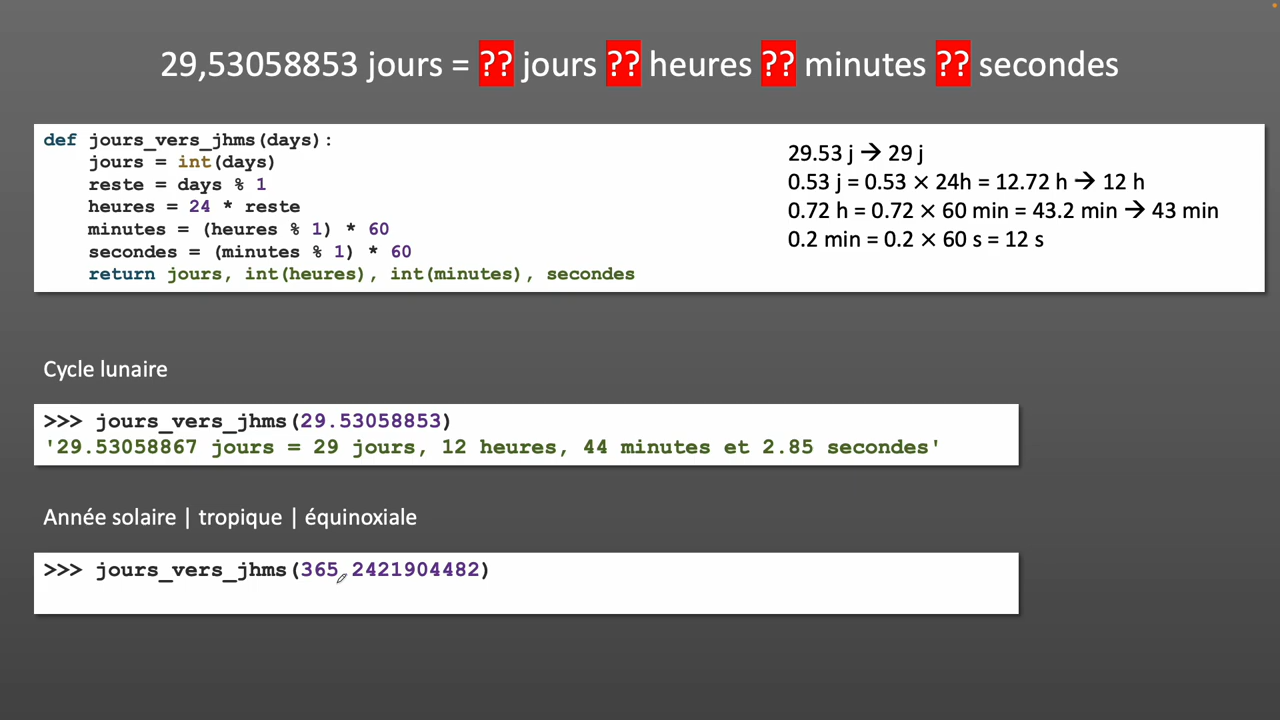 29,53058853 jours = ?? jours ?? heures ?? minutes ?? secondes
def jours_vers_jhms(days):
    jours = int(days)
    reste = days % 1
    heures = 24 * reste
    minutes = (heures % 1) * 60
    secondes = (minutes % 1) * 60
    return jours, int(heures), int(minutes), secondes
29.53 j → 29 j
0.53 j = 0.53 × 24h = 12.72 h → 12 h
0.72 h = 0.72 × 60 min = 43.2 min → 43 min
0.2 min = 0.2 × 60 s = 12 s
Cycle lunaire
>>> jours_vers_jhms(29.53058853)
'29.53058867 jours = 29 jours, 12 heures, 44 minutes et 2.85 secondes'
Année solaire | tropique | équinoxiale
>>> jours_vers_jhms(365,2421904482)